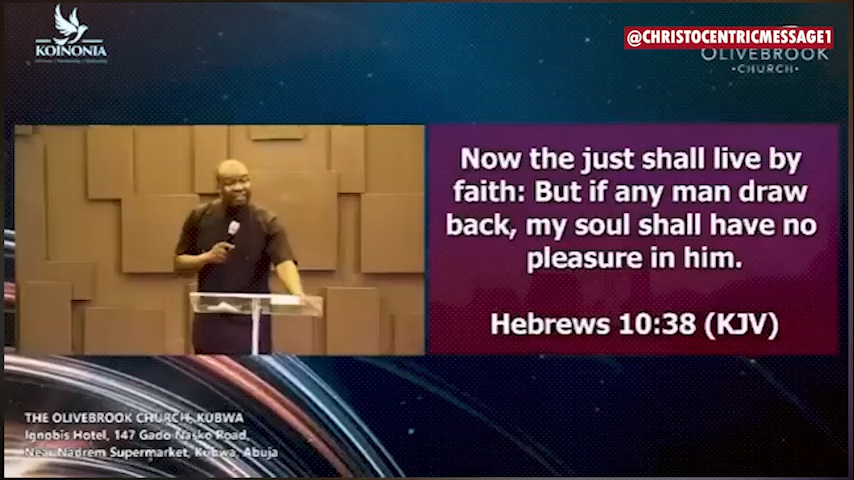 KOINONIA
@CHRISTOCENTRICMESSAGE1
OLIVEBROOK
·CHURCH·
Now the just shall live by
faith: But if any man draw
back, my soul shall have no
pleasure in him.
Hebrews 10:38 (KJV)
THE OLIVEBROOK CHURCH, KUBWA
Ignobis Hotel, 147 Gado Nasko Road,
Near Nadrem Supermarket, Kubwa, Abuja